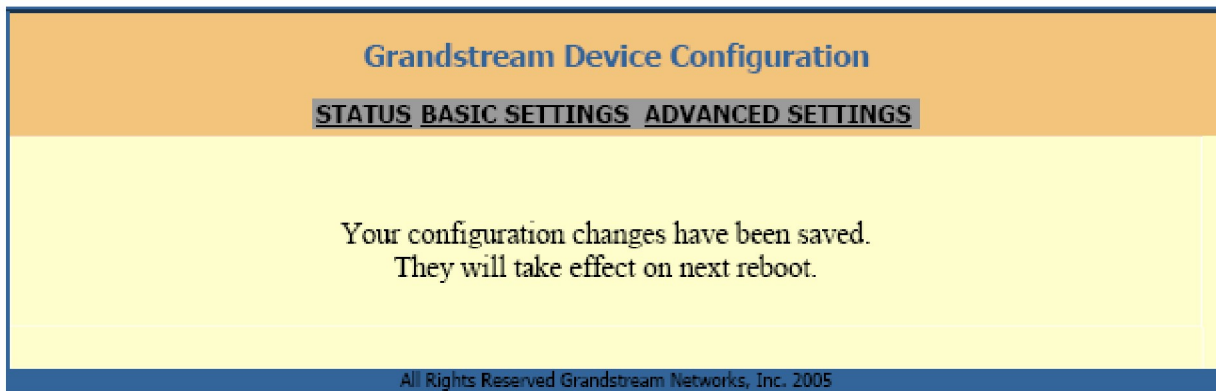 Grandstream Device Configuration
STATUS BASIC SETTINGS ADVANCED SETTINGS
Your configuration changes have been saved.
They will take effect on next reboot.
All Rights Reserved Grandstream Networks, Inc. 2005